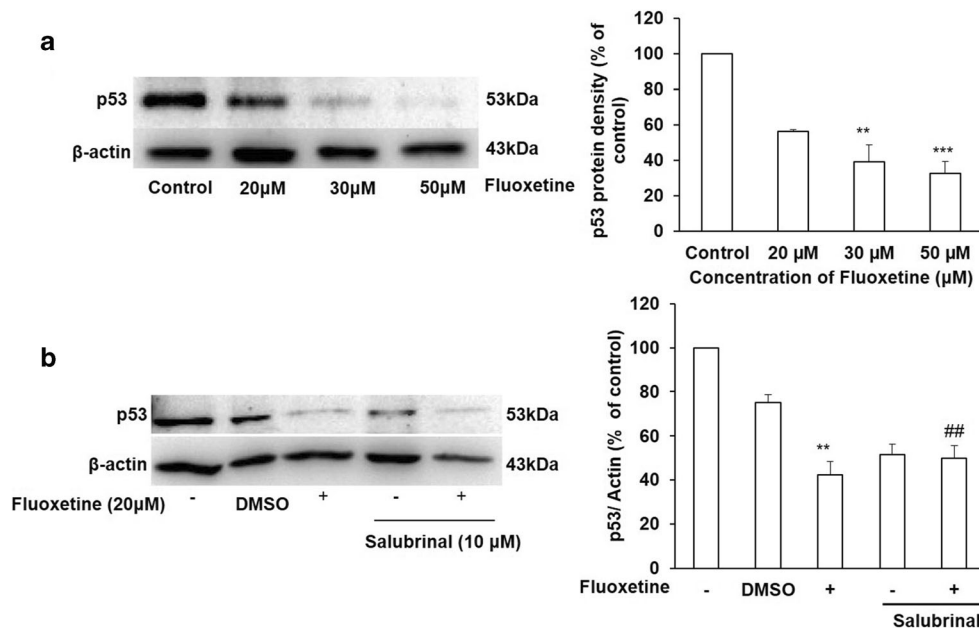 a
p53
53kDa
β-actin
43kDa
Control 20µM 30µM 50µM Fluoxetine
p53 protein density (% of
control)
120
100
80
60
40
20
0
**
***
Control 20 µM 30 µM 50 µM
Concentration of Fluoxetine (µM)
b
p53
53kDa
β-actin
43kDa
Fluoxetine (20µM) - DMSO + - +
Salubrinal (10 µM)
p53/ Actin (% of control)
120
100
80
60
40
20
0
**
##
Fluoxetine - DMSO + - +
Salubrinal